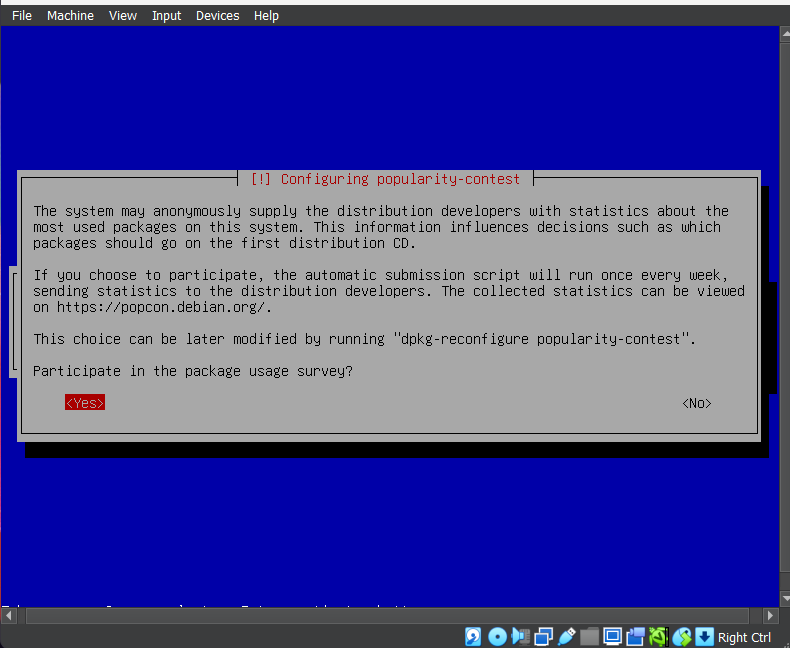 File Machine View Input Devices Help
[!] Configuring popularity-contest
The system may anonymously supply the distribution developers with statistics about the
most used packages on this system. This information influences decisions such as which
packages should go on the first distribution CD.
If you choose to participate, the automatic submission script will run once every week,
sending statistics to the distribution developers. The collected statistics can be viewed
on https://popcon.debian.org/.
This choice can be later modified by running "dpkg-reconfigure popularity-contest".
Participate in the package usage survey?
<Yes> <No>
Right Ctrl